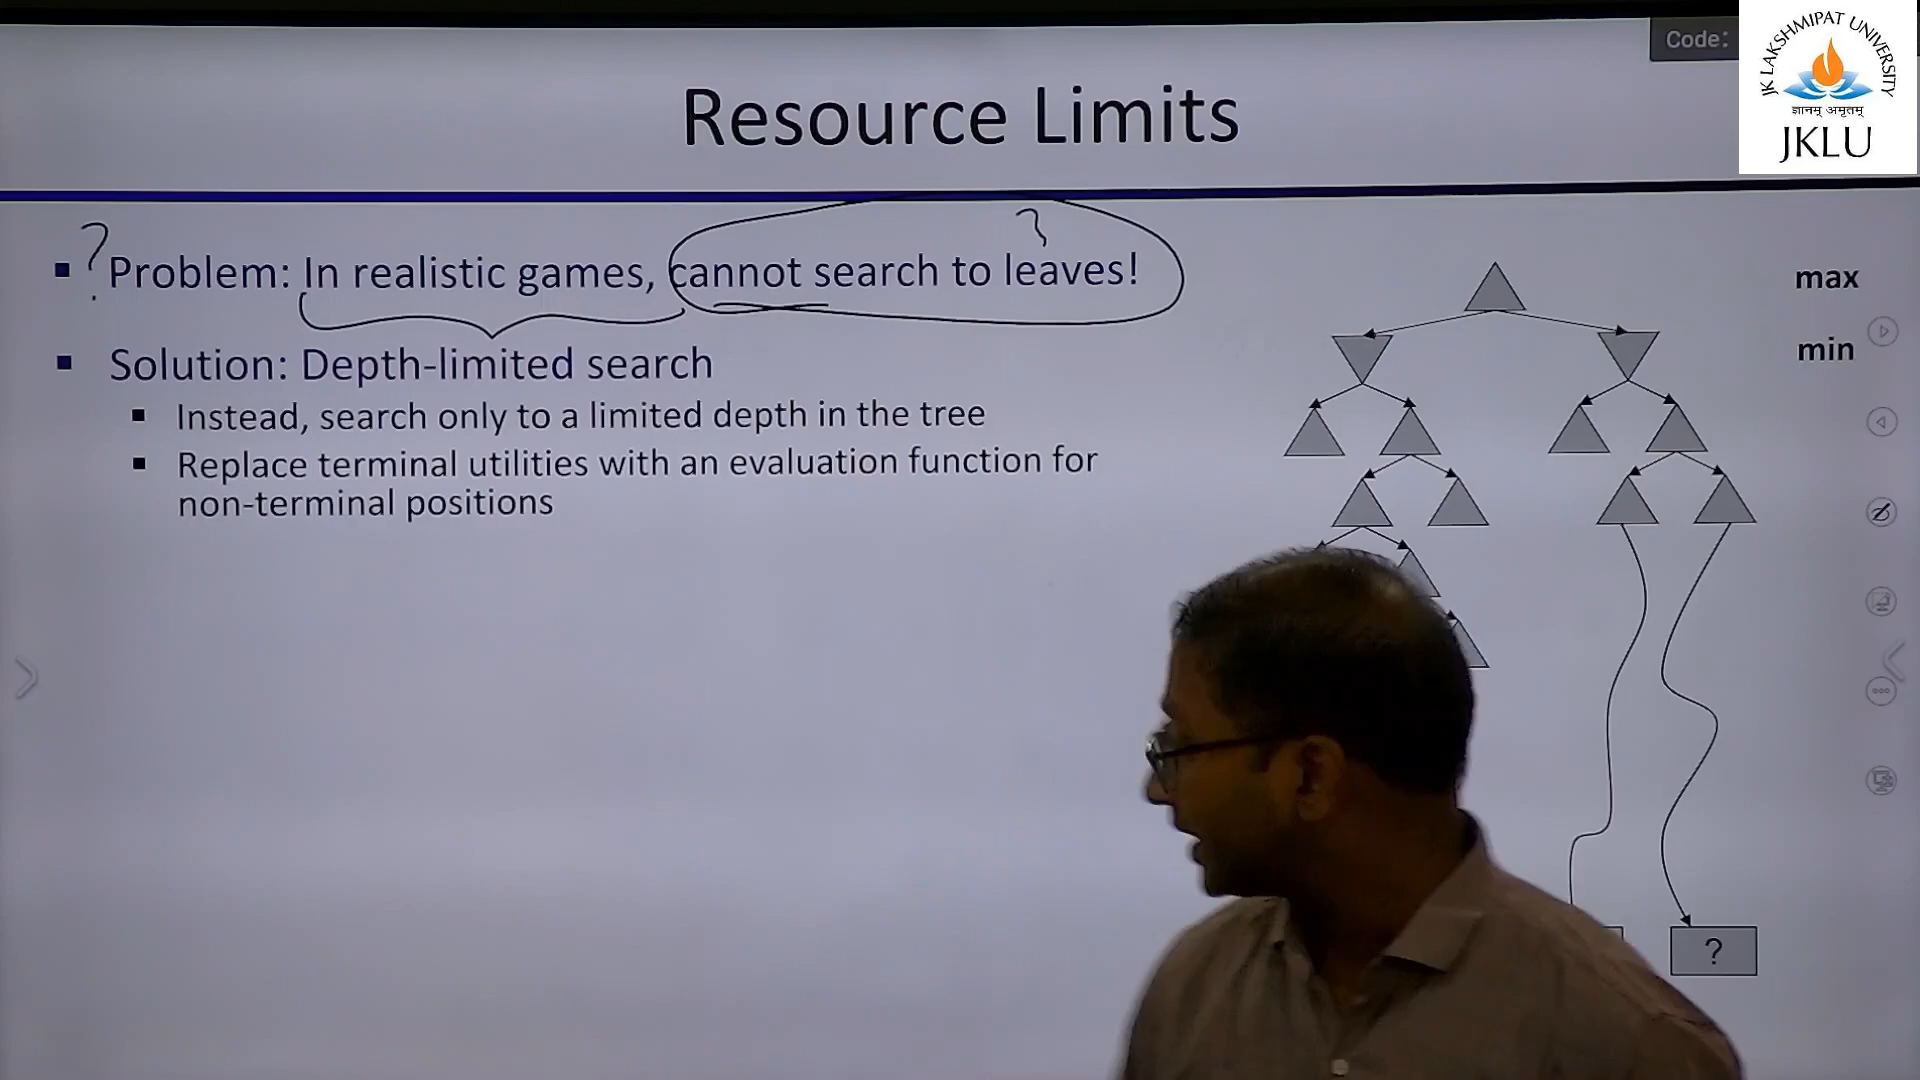 Code:
JK LAKSHMIPAT UNIVERSITY
ज्ञानम् अमृतम्
JKLU
Resource Limits
?
?
▪ Problem: In realistic games, cannot search to leaves!
▪ Solution: Depth-limited search
▪ Instead, search only to a limited depth in the tree
▪ Replace terminal utilities with an evaluation function for
non-terminal positions
max
min
?